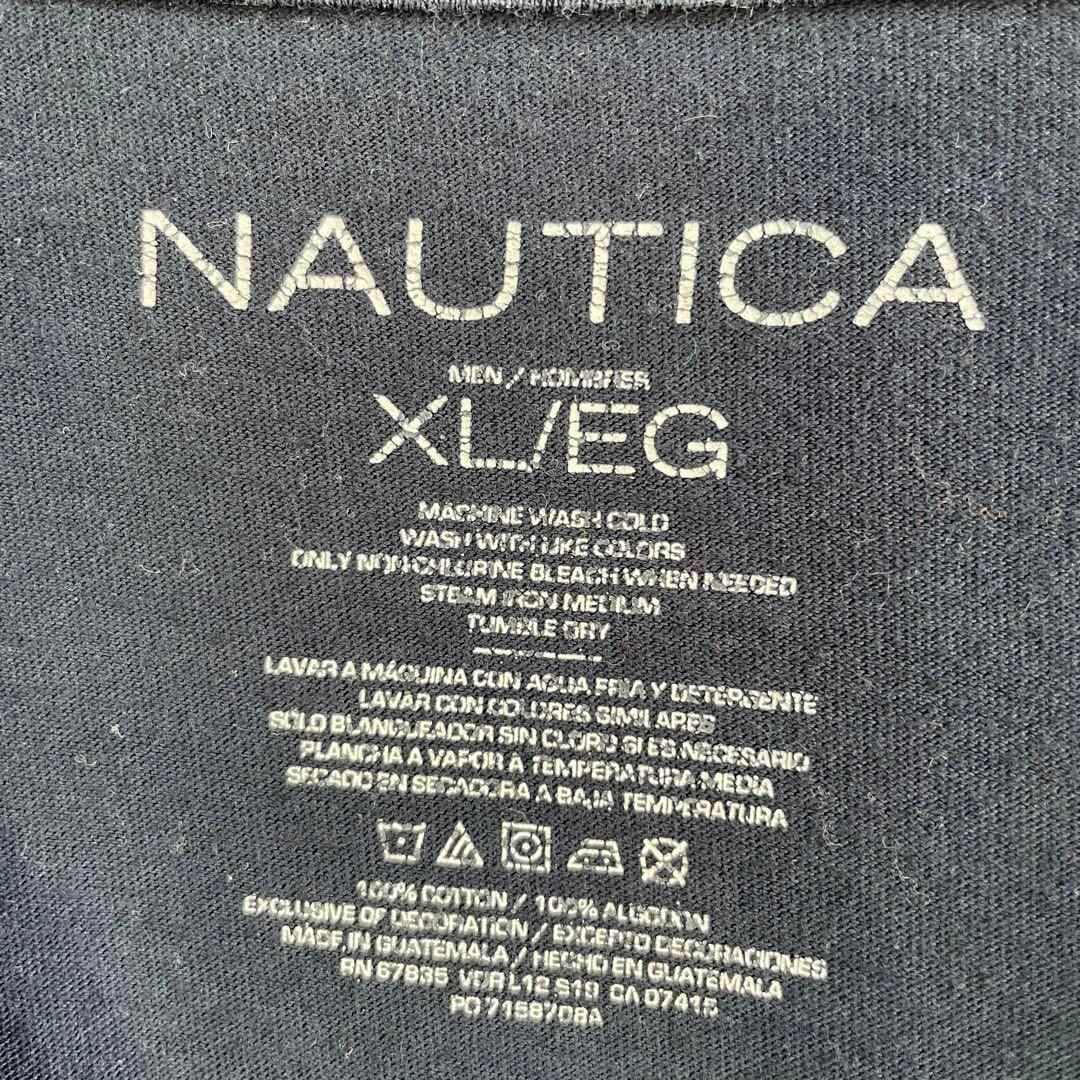 NAUTICA
MEN / HOMBRES
XL/EG
MACHINE WASH COLD
WASH WITH LIKE COLORS
ONLY NON-CHLORINE BLEACH WHEN NEEDED
STEAM IRON MEDIUM
TUMBLE DRY
LAVAR A MÁQUINA CON AGUA FRIA Y DETERGENTE
LAVAR CON COLORES SIMILARES
SOLO BLANQUEADOR SIN CLORO SI ES NECESARIO
PLANCHA A VAPOR A TEMPERATURA MEDIA
SECADO EN SECADORA A BAJA TEMPERATURA
100% COTTON / 100% ALGODON
EXCLUSIVE OF DECORATION / EXCEPTO DECORACIONES
MADE IN GUATEMALA / HECHO EN GUATEMALA
RN 67835 VDR L12 S19 CA 07415
PO 7158708A